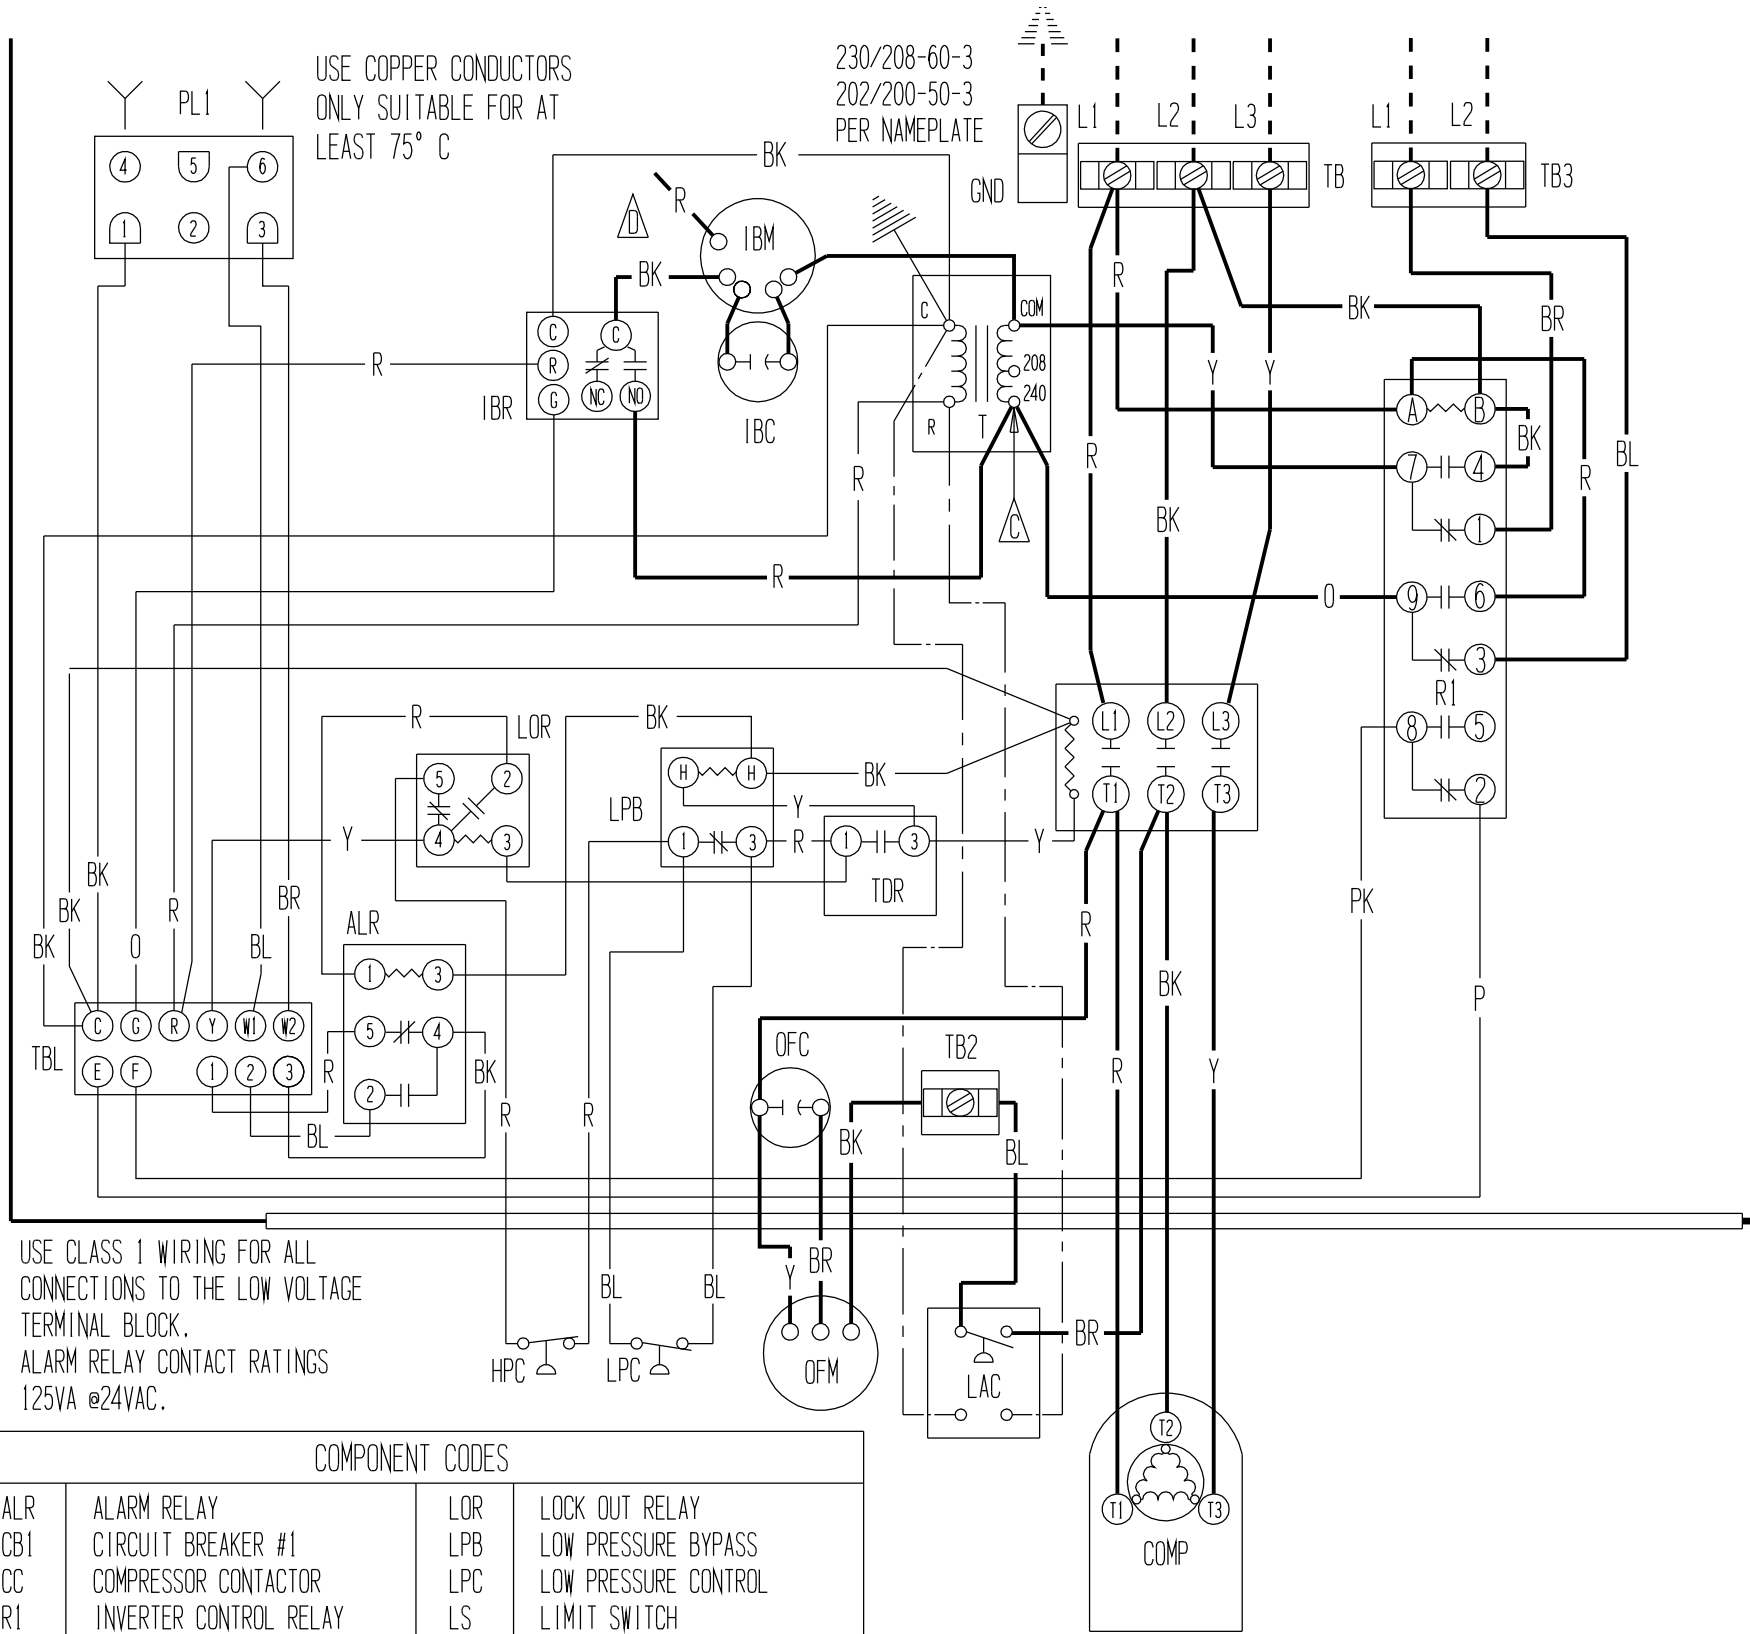 USE COPPER CONDUCTORS
ONLY SUITABLE FOR AT
LEAST 75° C
230/208-60-3
202/200-50-3
PER NAMEPLATE
PL1
4
5
6
1
2
3
GND
L1
L2
L3
TB
L1
L2
TB3
BK
R
D
IBM
BK
IBC
C
R
G
C
NC
NO
IBR
R
C
COM
208
240
R
T
C
R
R
R
BK
R
Y
Y
BK
BR
BK
R
BL
O
A
B
7
4
1
9
6
3
R1
8
5
2
R
BK
L1
L2
L3
T1
T2
T3
R
LOR
5
2
4
3
Y
BK
H
H
LPB
1
3
BK
Y
R
1
3
TDR
Y
BK
BK
BK
O
R
BL
BR
ALR
1
3
5
4
2
TBL
C
G
R
Y
W1
W2
E
F
1
2
3
R
BL
BK
R
R
BL
BL
OFC
TB2
BK
BL
R
BK
R
Y
PK
P
Y
BR
OFM
HPC
LPC
LAC
BR
T2
T1
T3
COMP
USE CLASS 1 WIRING FOR ALL
CONNECTIONS TO THE LOW VOLTAGE
TERMINAL BLOCK.
ALARM RELAY CONTACT RATINGS
125VA @24VAC.
COMPONENT CODES
ALR ALARM RELAY LOR LOCK OUT RELAY
CB1 CIRCUIT BREAKER #1 LPB LOW PRESSURE BYPASS
CC COMPRESSOR CONTACTOR LPC LOW PRESSURE CONTROL
R1 INVERTER CONTROL RELAY LS LIMIT SWITCH